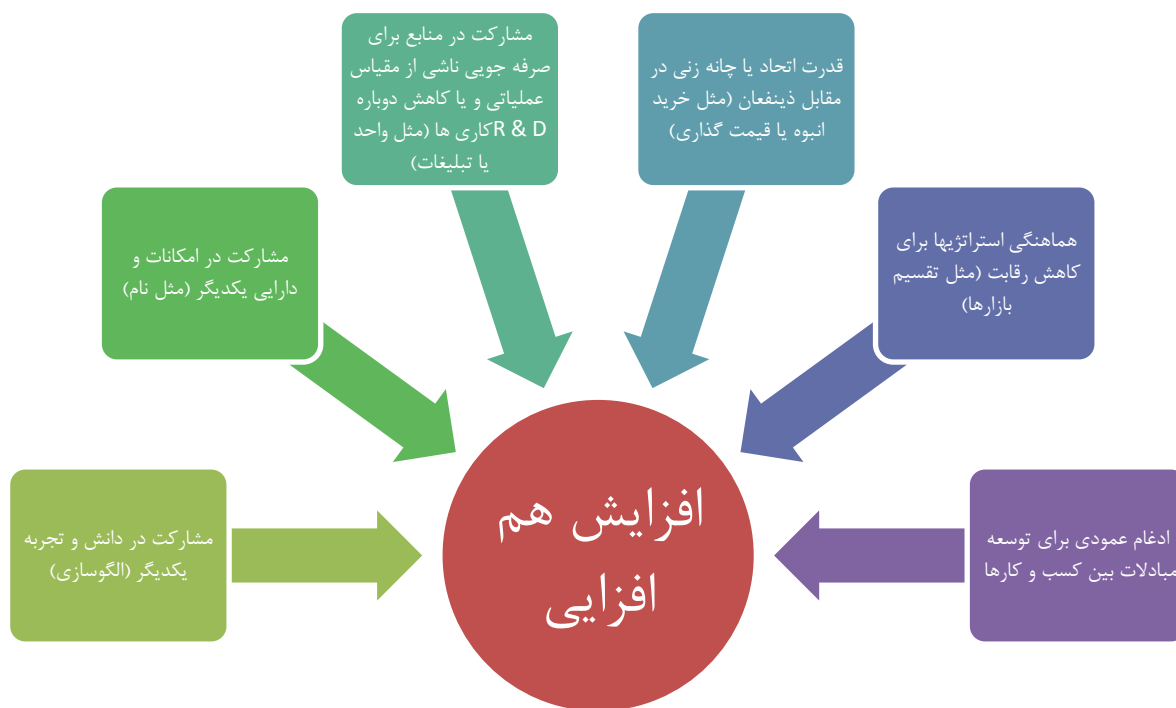 مشارکت در منابع برای
صرفه جویی ناشی از مقیاس
عملیاتی و یا کاهش دوباره
کاری ها (مثل واحد R & D
یا تبلیغات)
قدرت اتحاد یا چانه زنی در
مقابل ذینفعان (مثل خرید
انبوه یا قیمت گذاری)
هماهنگی استراتژیها برای
کاهش رقابت (مثل تقسیم
بازارها)
مشارکت در امکانات و
دارایی یکدیگر (مثل نام)
ادغام عمودی برای توسعه
مبادلات بین کسب و کارها
مشارکت در دانش و تجربه
یکدیگر (الگوسازی)
افزایش هم
افزایی